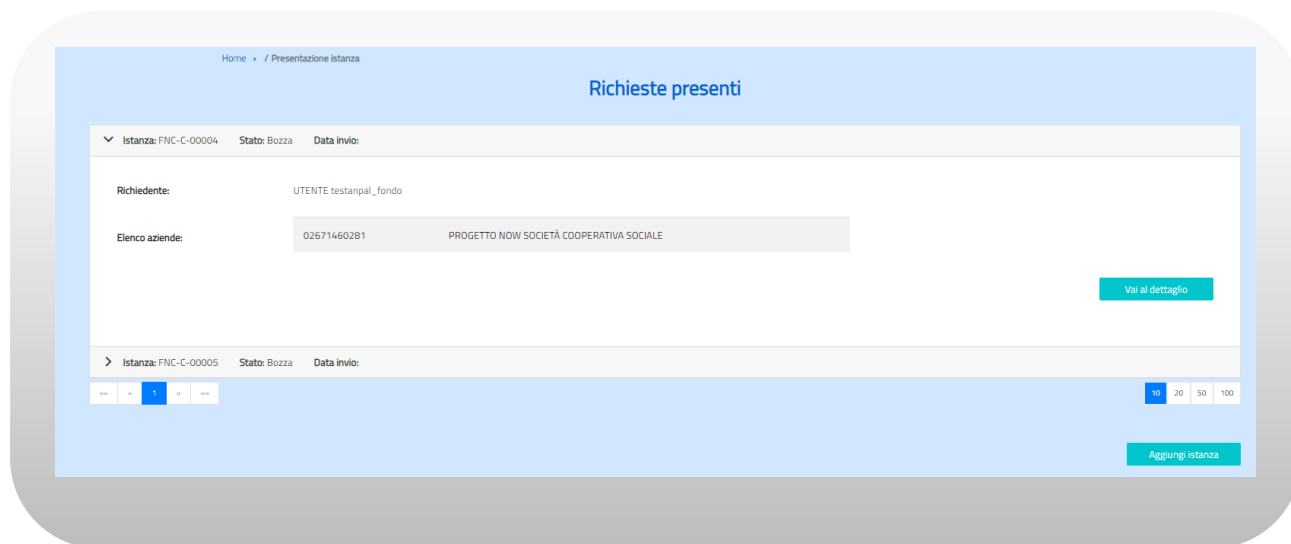 Home › / Presentazione istanza
Richieste presenti
Istanza: FNC-C-00004 Stato: Bozza Data invio:
Richiedente: UTENTE testanpal_fondo
Elenco aziende: 02671460281 PROGETTO NOW SOCIETÀ COOPERATIVA SOCIALE
Vai al dettaglio
Istanza: FNC-C-00005 Stato: Bozza Data invio:
«« « 1 » »» 10 20 50 100
Aggiungi istanza